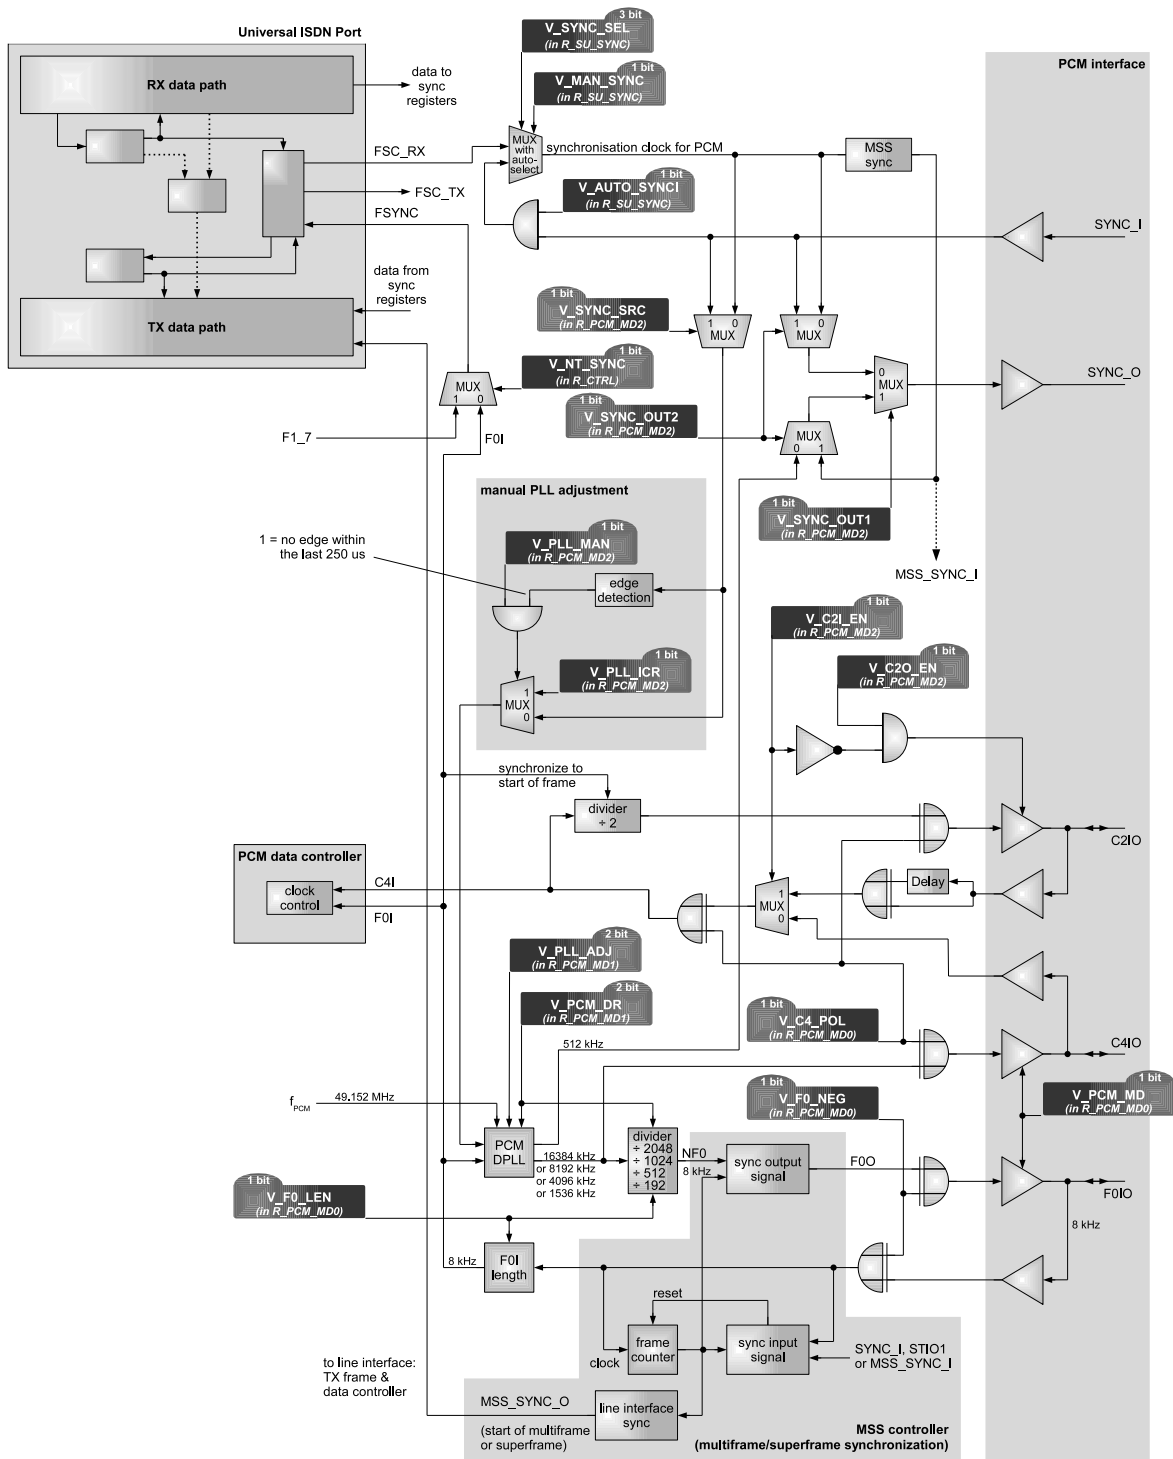 Universal ISDN Port
RX data path
data to
sync
registers
FSC_RX
FSC_TX
FSYNC
data from
sync
registers
TX data path
3 bit
V_SYNC_SEL
(in R_SU_SYNC)
1 bit
V_MAN_SYNC
(in R_SU_SYNC)
MUX
with
auto-
select
synchronisation clock for PCM
MSS
sync
PCM interface
1 bit
V_AUTO_SYNCI
(in R_SU_SYNC)
SYNC_I
1 bit
V_SYNC_SRC
(in R_PCM_MD2)
1 0
MUX
1 0
MUX
1 bit
V_NT_SYNC
(in R_CTRL)
MUX
1 0
0
MUX
1
SYNC_O
1 bit
V_SYNC_OUT2
(in R_PCM_MD2)
F1_7
F0I
MUX
0 1
manual PLL adjustment
1 bit
V_SYNC_OUT1
(in R_PCM_MD2)
1 = no edge within
the last 250 us
1 bit
V_PLL_MAN
(in R_PCM_MD2)
edge
detection
MSS_SYNC_I
1 bit
V_C2I_EN
(in R_PCM_MD2)
1 bit
V_C2O_EN
(in R_PCM_MD2)
1 bit
V_PLL_ICR
(in R_PCM_MD2)
1
MUX
0
synchronize to
start of frame
divider
÷ 2
C2IO
PCM data controller
clock
control
C4I
F0I
Delay
1
MUX
0
2 bit
V_PLL_ADJ
(in R_PCM_MD1)
2 bit
V_PCM_DR
(in R_PCM_MD1)
1 bit
V_C4_POL
(in R_PCM_MD0)
512 kHz
C4IO
1 bit
V_PCM_MD
(in R_PCM_MD0)
f PCM
49.152 MHz
1 bit
V_F0_NEG
(in R_PCM_MD0)
PCM
DPLL
16384 kHz
or 8192 kHz
or 4096 kHz
or 1536 kHz
divider
÷ 2048
÷ 1024
÷ 512
÷ 192
NF0
8 kHz
sync output
signal
F0O
F0IO
8 kHz
1 bit
V_F0_LEN
(in R_PCM_MD0)
8 kHz
F0I
length
reset
clock
frame
counter
sync input
signal
SYNC_I, STIO1
or MSS_SYNC_I
to line interface:
TX frame &
data controller
MSS_SYNC_O
(start of multiframe
or superframe)
line interface
sync
MSS controller
(multiframe/superframe synchronization)